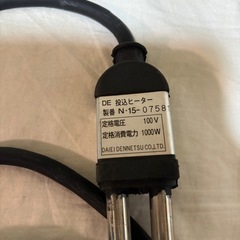 DE 投込ヒーター
製番 N-15-0758
定格電圧 100V
定格消費電力 1000W
DAIEI DENNETSU CO.,LTD.